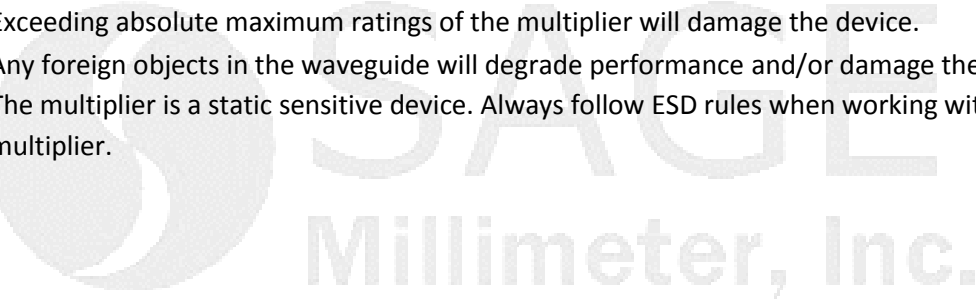 Exceeding absolute maximum ratings of the multiplier will damage the device.
Any foreign objects in the waveguide will degrade performance and/or damage the
The multiplier is a static sensitive device. Always follow ESD rules when working wit
multiplier.
SAGE
Millimeter, Inc.